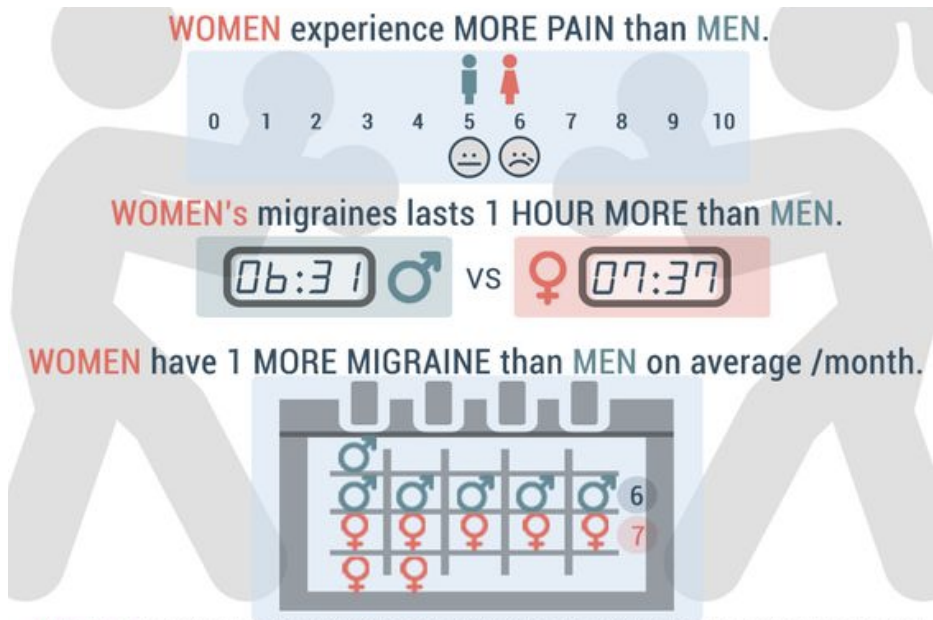 WOMEN experience MORE PAIN than MEN.
0 1 2 3 4 5 6 7 8 9 10
WOMEN's migraines lasts 1 HOUR MORE than MEN.
06:31 VS 07:37
WOMEN have 1 MORE MIGRAINE than MEN on average /month.
6
7